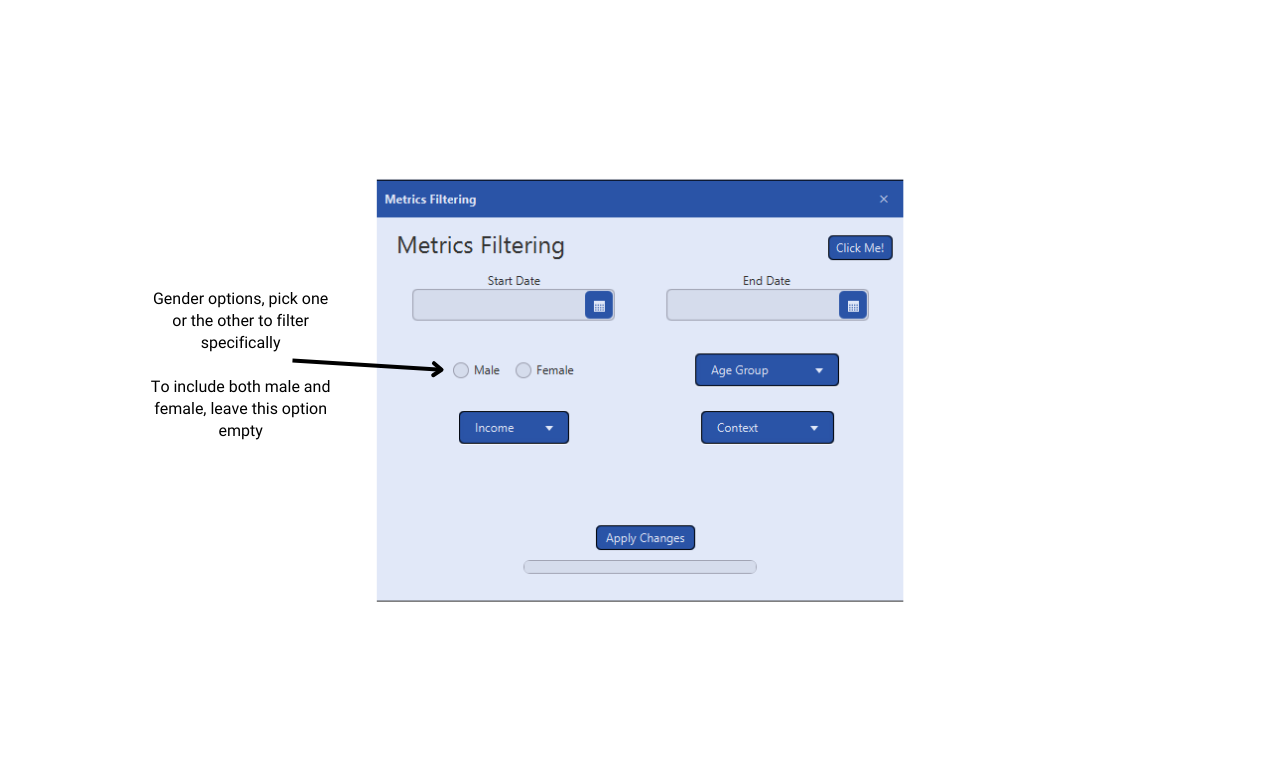 Metrics Filtering
Metrics Filtering
Click Me!
Start Date
End Date
Gender options, pick one
or the other to filter
specifically
To include both male and
female, leave this option
empty
Male
Female
Age Group
Income
Context
Apply Changes